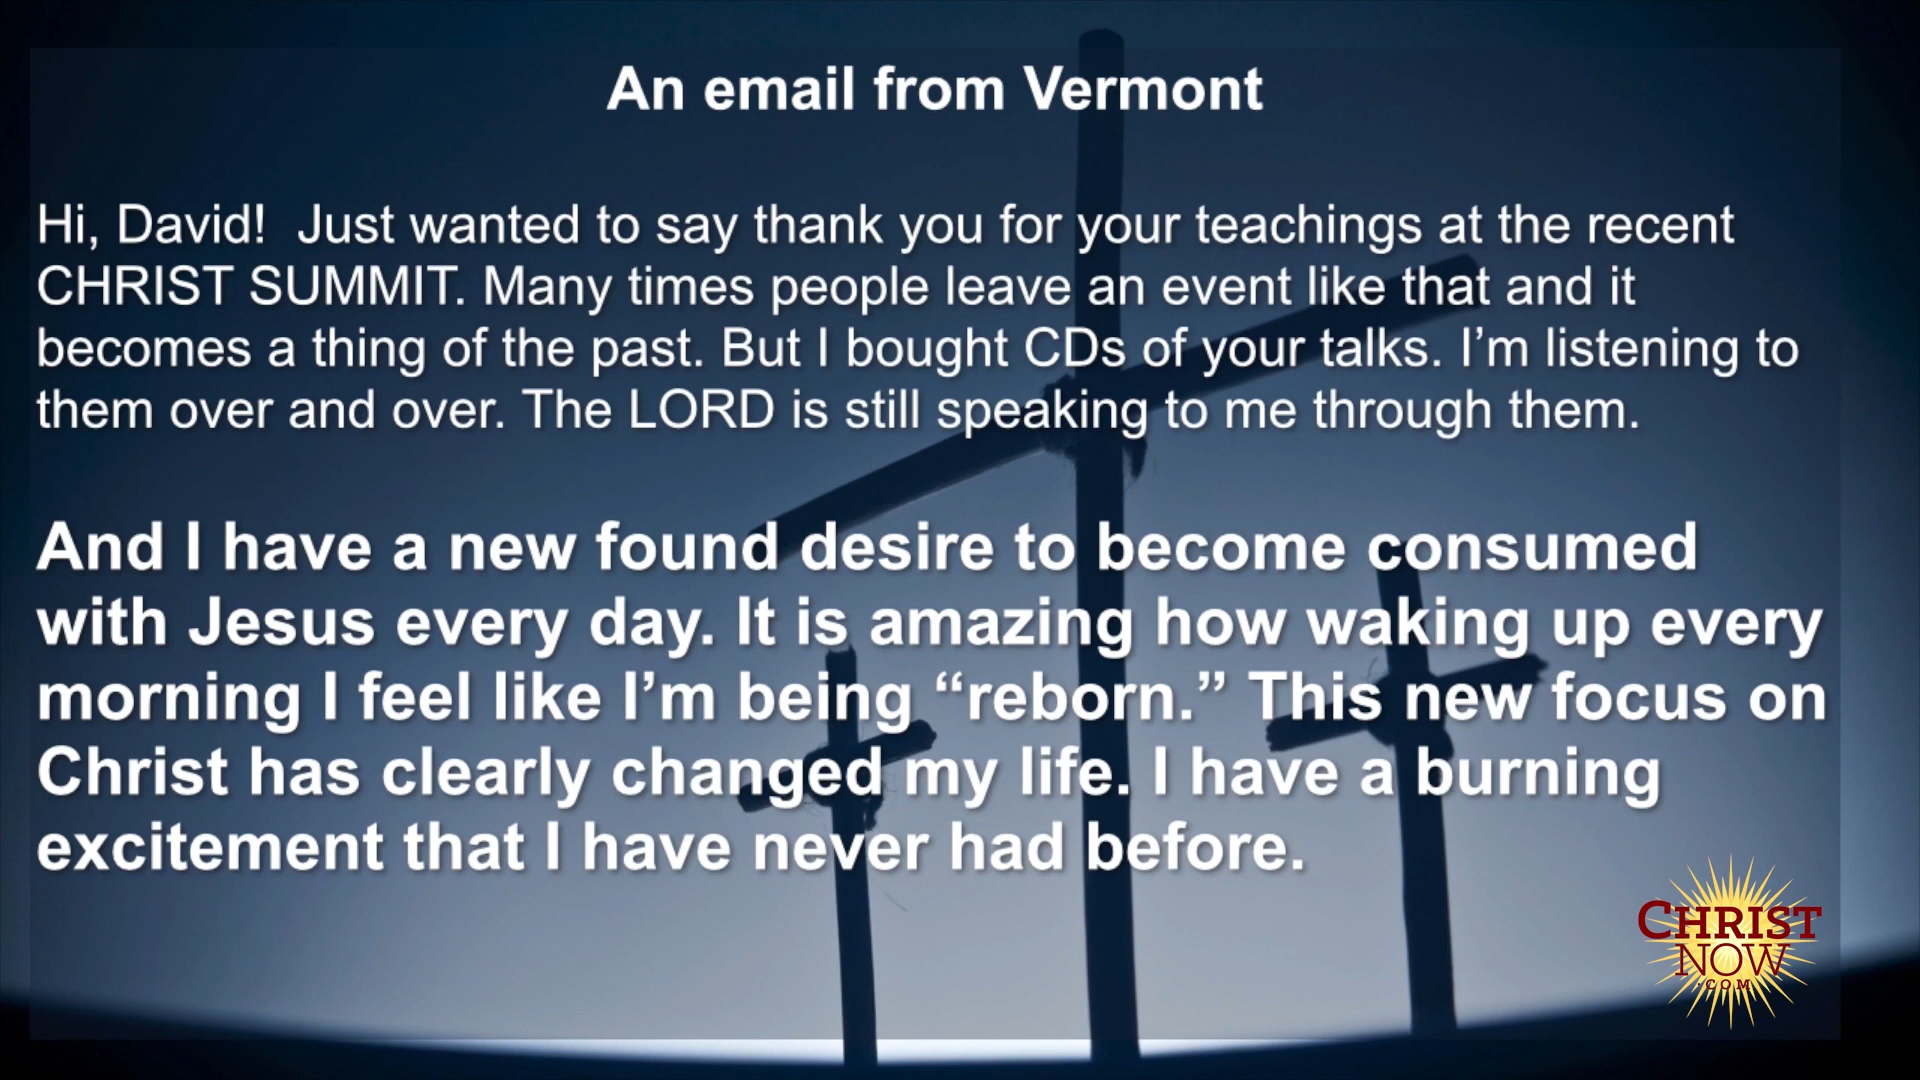 An email from Vermont
Hi, David!  Just wanted to say thank you for your teachings at the recent
CHRIST SUMMIT. Many times people leave an event like that and it
becomes a thing of the past. But I bought CDs of your talks. I’m listening to
them over and over. The LORD is still speaking to me through them.
And I have a new found desire to become consumed
with Jesus every day. It is amazing how waking up every
morning I feel like I’m being “reborn.” This new focus on
Christ has clearly changed my life. I have a burning
excitement that I have never had before.
CHRIST
NOW
.COM